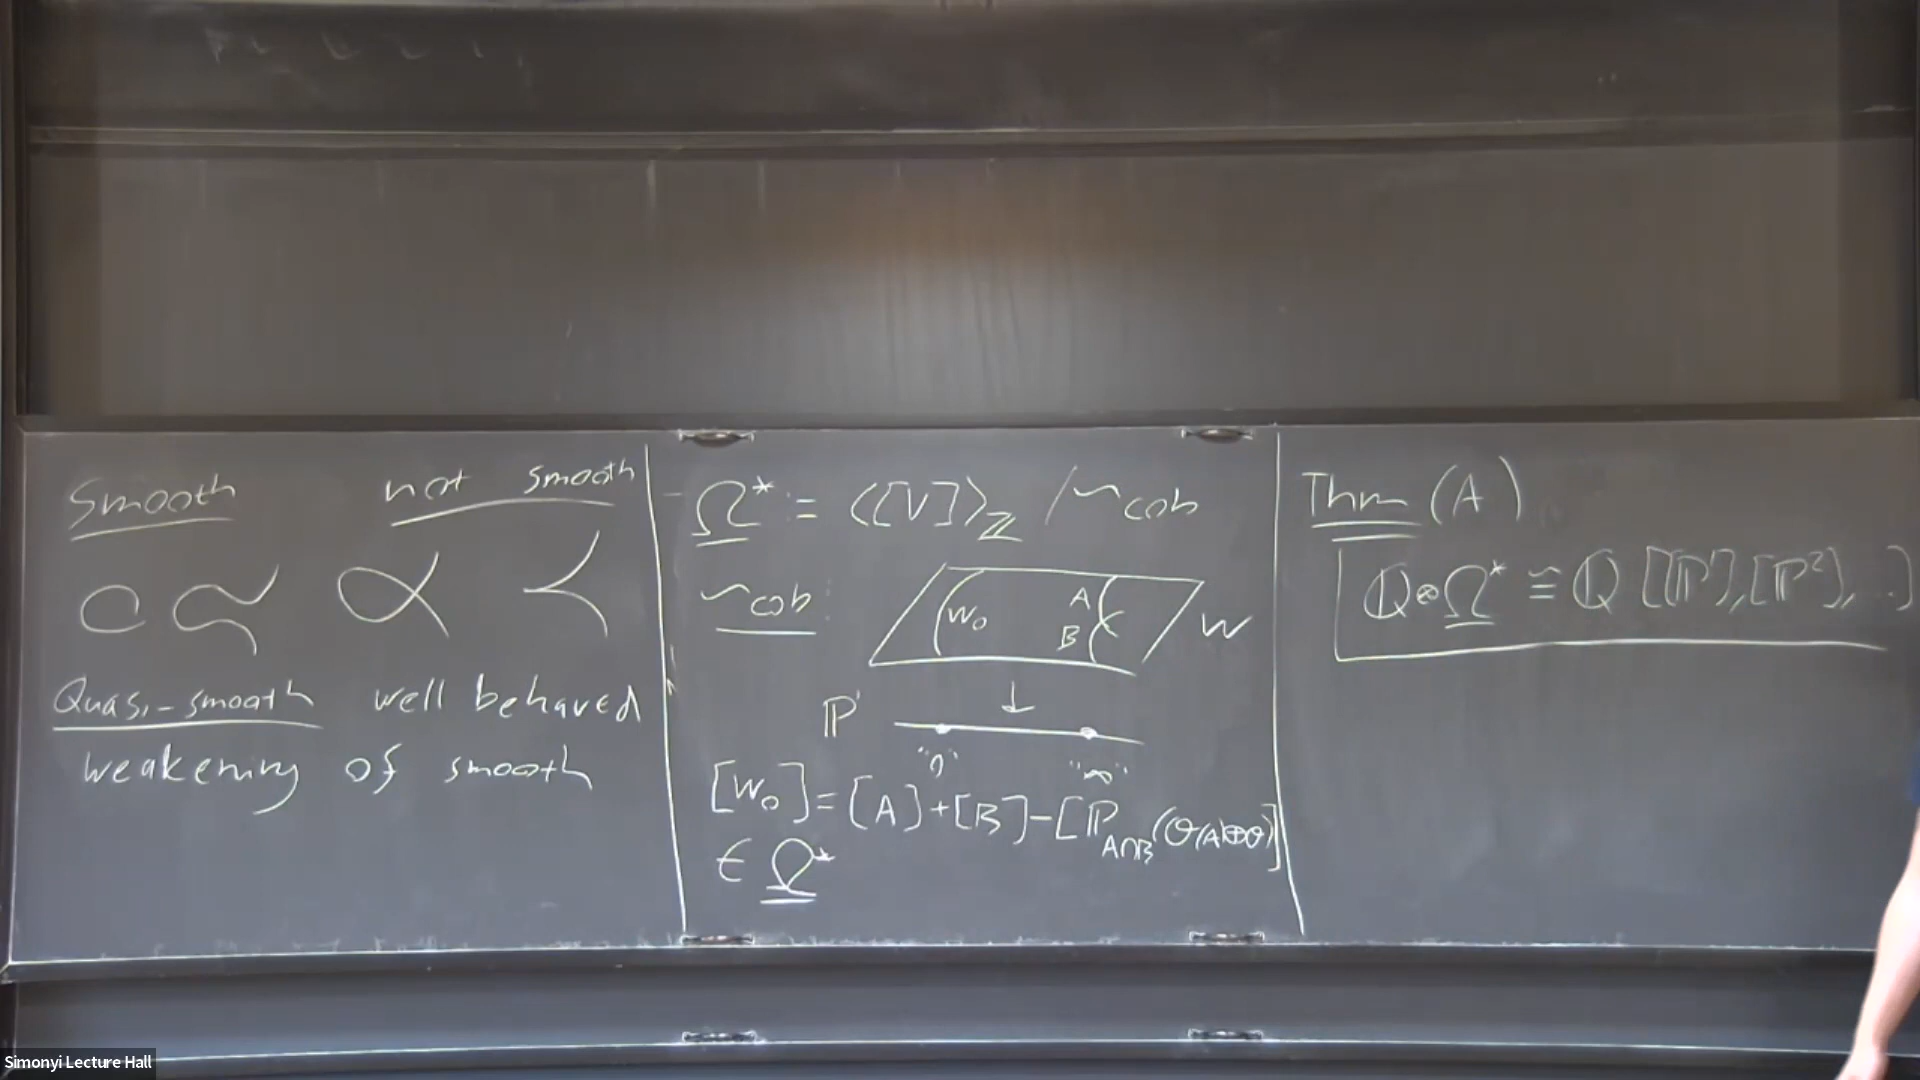 Smooth not smooth
Quasi-smooth well behaved
weakening of smooth
Ω* := ⟨[V]⟩_ℤ / ~cob
~cob :
W₀ A B W
↓
ℙ¹
"0" "∞"
[W₀] = [A] + [B] - [ℙ_{A∩B}(O(A)⊕O)]
∈ Ω*
Thm (A)
ℚ⊗Ω* ≅ ℚ[[ℙ¹],[ℙ²],...]
Simonyi Lecture Hall